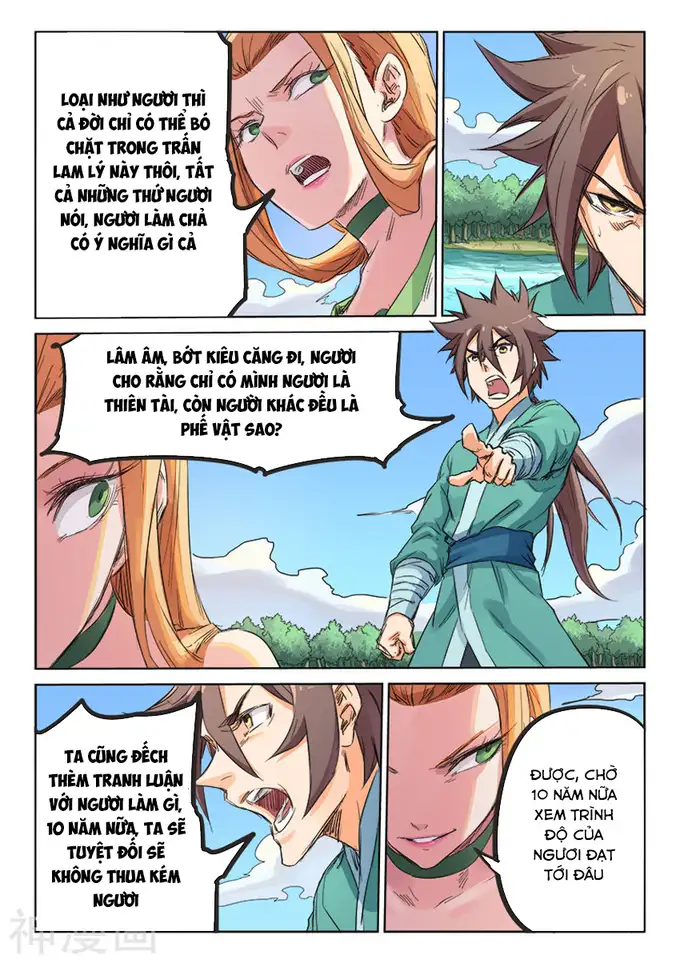 LOẠI NHƯ NGƯƠI THÌ
CẢ ĐỜI CHỈ CÓ THỂ BÓ
CHẶT TRONG TRẤN
LAM LÝ NÀY THÔI, TẤT
CẢ NHỮNG THỨ NGƯƠI
NÓI, NGƯƠI LÀM CHẢ
CÓ Ý NGHĨA GÌ CẢ
LÂM ÂM, BỚT KIÊU CĂNG ĐI, NGƯƠI
CHO RẰNG CHỈ CÓ MÌNH NGƯƠI LÀ
THIÊN TÀI, CÒN NGƯỜI KHÁC ĐỀU LÀ
PHẾ VẬT SAO?
TA CŨNG ĐẾCH
THÈM TRANH LUẬN
VỚI NGƯƠI LÀM GÌ,
10 NĂM NỮA, TA SẼ
TUYỆT ĐỐI SẼ
KHÔNG THUA KÉM
NGƯƠI
ĐƯỢC, CHỜ
10 NĂM NỮA
XEM TRÌNH
ĐỘ CỦA
NGƯƠI ĐẠT
TỚI ĐÂU
神漫画